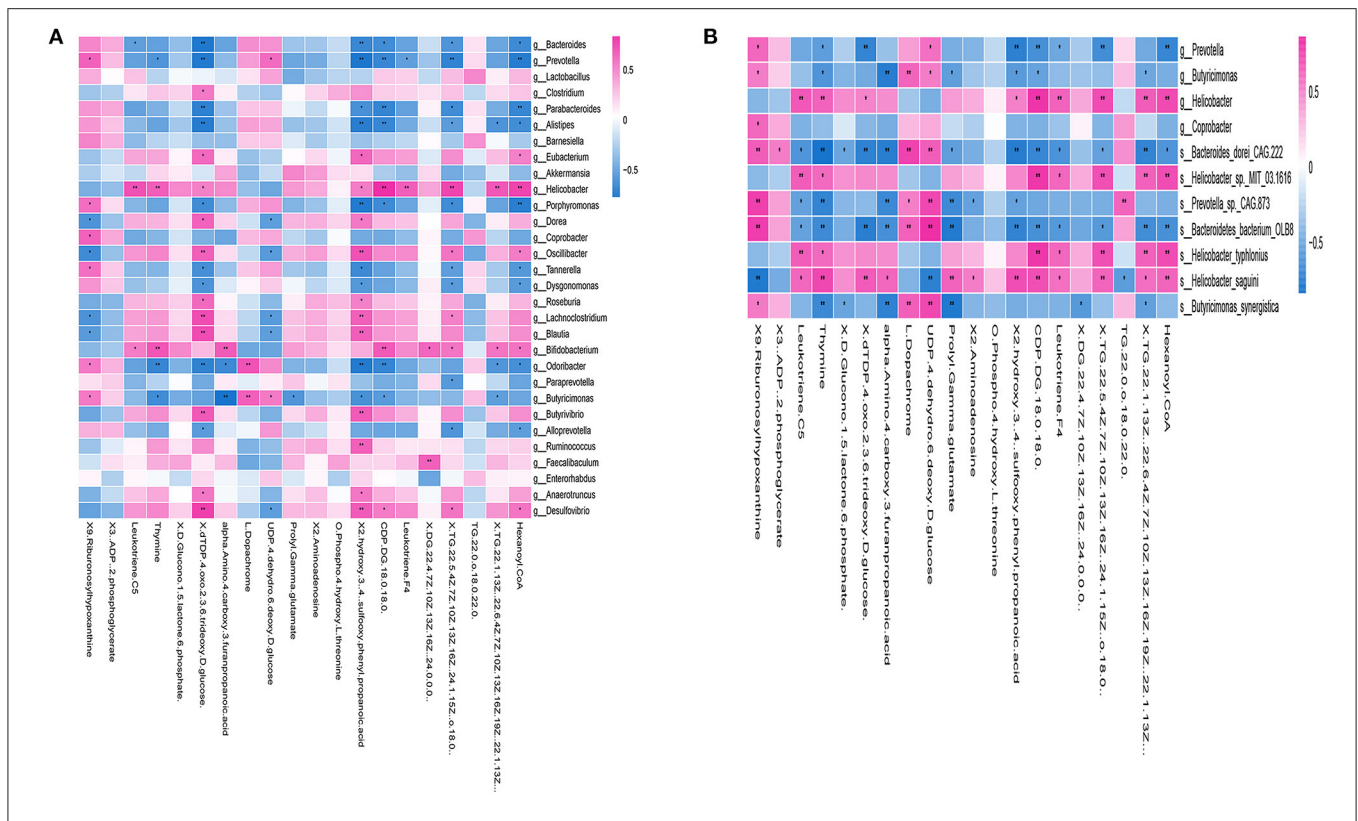 A
g__Bacteroides
g__Prevotella
g__Lactobacillus
g__Clostridium
g__Parabacteroides
g__Alistipes
g__Barnesiella
g__Eubacterium
g__Akkermansia
g__Helicobacter
g__Porphyromonas
g__Dorea
g__Coprobacter
g__Oscillibacter
g__Tannerella
g__Dysgonomonas
g__Roseburia
g__Lachnoclostridium
g__Blautia
g__Bifidobacterium
g__Odoribacter
g__Paraprevotella
g__Butyricimonas
g__Butyrivibrio
g__Alloprevotella
g__Ruminococcus
g__Faecalibaculum
g__Enterorhabdus
g__Anaerotruncus
g__Desulfovibrio
0.5
0
−0.5
X9.Riburonosylhypoxanthine
X3..ADP..2.phosphoglycerate
Leukotriene.C5
Thymine
X.D.Glucono.1.5.lactone.6.phosphate.
X.dTDP.4.oxo.2.3.6.trideoxy.D.glucose.
alpha.Amino.4.carboxy.3.furanpropanoic.acid
L.Dopachrome
UDP.4.dehydro.6.deoxy.D.glucose
Prolyl.Gamma.glutamate
X2.Aminoadenosine
O.Phospho.4.hydroxy.L.threonine
X2.hydroxy.3..4..sulfooxy.phenyl.propanoic.acid
CDP.DG.18.0.18.0.
Leukotriene.F4
X.DG.22.4.7Z.10Z.13Z.16Z..24.0.0.0..
X.TG.22.5.4Z.7Z.10Z.13Z.16Z..24.1.15Z..o.18.0..
TG.22.0.o.18.0.22.0.
X.TG.22.1.13Z..22.6.4Z.7Z.10Z.13Z.16Z.19Z..22.1.13Z...
Hexanoyl.CoA
B
g__Prevotella
g__Butyricimonas
g__Helicobacter
g__Coprobacter
s__Bacteroides_dorei_CAG.222
s__Helicobacter_sp._MIT_03.1616
s__Prevotella_sp._CAG.873
s__Bacteroidetes_bacterium_OLB8
s__Helicobacter_typhlonius
s__Helicobacter_saguini
s__Butyricimonas_synergistica
0.5
0
−0.5
X9.Riburonosylhypoxanthine
X3..ADP..2.phosphoglycerate
Leukotriene.C5
Thymine
X.D.Glucono.1.5.lactone.6.phosphate.
X.dTDP.4.oxo.2.3.6.trideoxy.D.glucose.
alpha.Amino.4.carboxy.3.furanpropanoic.acid
L.Dopachrome
UDP.4.dehydro.6.deoxy.D.glucose
Prolyl.Gamma.glutamate
X2.Aminoadenosine
O.Phospho.4.hydroxy.L.threonine
X2.hydroxy.3..4..sulfooxy.phenyl.propanoic.acid
CDP.DG.18.0.18.0.
Leukotriene.F4
X.DG.22.4.7Z.10Z.13Z.16Z..24.0.0.0..
X.TG.22.5.4Z.7Z.10Z.13Z.16Z..24.1.15Z..o.18.0..
TG.22.0.o.18.0.22.0.
X.TG.22.1.13Z..22.6.4Z.7Z.10Z.13Z.16Z.19Z..22.1.13Z...
Hexanoyl.CoA